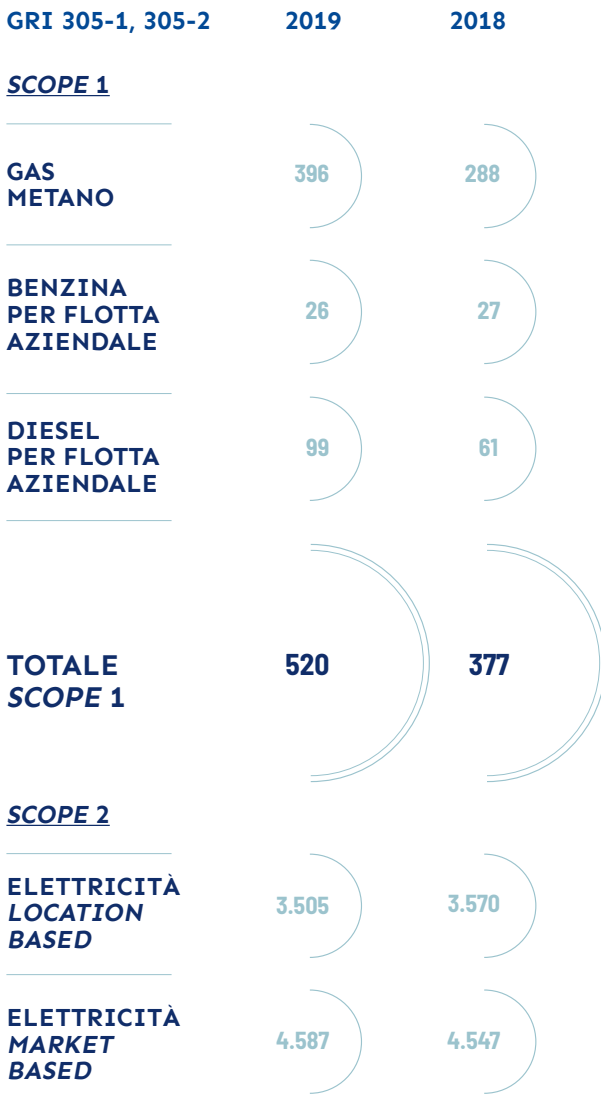 GRI 305-1, 305-2 2019 2018
SCOPE 1
GAS
METANO
396 288
BENZINA
PER FLOTTA
AZIENDALE
26 27
DIESEL
PER FLOTTA
AZIENDALE
99 61
TOTALE
SCOPE 1
520 377
SCOPE 2
ELETTRICITÀ
LOCATION
BASED
3.505 3.570
ELETTRICITÀ
MARKET
BASED
4.587 4.547